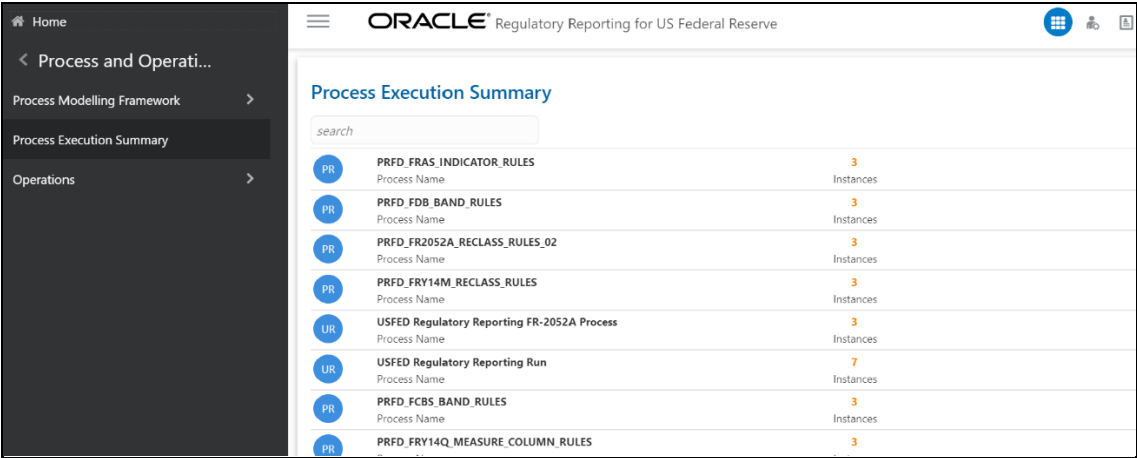 Home
Process and Operati...
Process Modelling Framework
Process Execution Summary
Operations
ORACLE® Regulatory Reporting for US Federal Reserve
Process Execution Summary
search
PR PRFD_FRAS_INDICATOR_RULES 3
Process Name Instances
PR PRFD_FDB_BAND_RULES 3
Process Name Instances
PR PRFD_FR2052A_RECLASS_RULES_02 3
Process Name Instances
PR PRFD_FRY14M_RECLASS_RULES 3
Process Name Instances
UR USFED Regulatory Reporting FR-2052A Process 3
Process Name Instances
UR USFED Regulatory Reporting Run 7
Process Name Instances
PR PRFD_FCBS_BAND_RULES 3
Process Name Instances
PR PRFD_FRY14Q_MEASURE_COLUMN_RULES 3